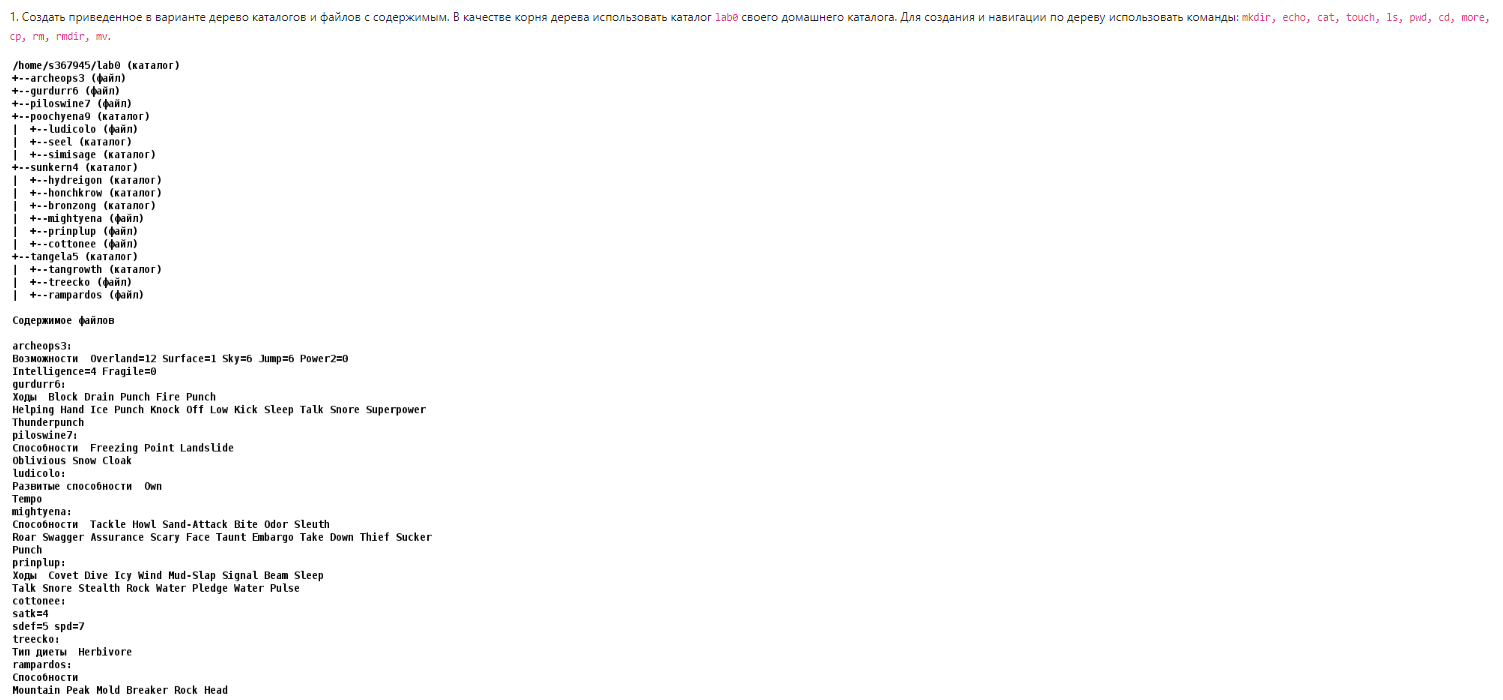 1. Создать приведенное в варианте дерево каталогов и файлов с содержимым. В качестве корня дерева использовать каталог lab0 своего домашнего каталога. Для создания и навигации по дереву использовать команды: mkdir, echo, cat, touch, ls, pwd, cd, more,
cp, rm, rmdir, mv.
/home/s367945/lab0 (каталог)
+--archeops3 (файл)
+--gurdurr6 (файл)
+--piloswine7 (файл)
+--poochyena9 (каталог)
|  +--ludicolo (файл)
|  +--seel (каталог)
|  +--simisage (каталог)
+--sunkern4 (каталог)
|  +--hydreigon (каталог)
|  +--honchkrow (каталог)
|  +--bronzong (каталог)
|  +--mightyena (файл)
|  +--prinplup (файл)
|  +--cottonee (файл)
+--tangela5 (каталог)
|  +--tangrowth (каталог)
|  +--treecko (файл)
|  +--rampardos (файл)
Содержимое файлов
archeops3:
Возможности  Overland=12 Surface=1 Sky=6 Jump=6 Power2=0
Intelligence=4 Fragile=0
gurdurr6:
Ходы  Block Drain Punch Fire Punch
Helping Hand Ice Punch Knock Off Low Kick Sleep Talk Snore Superpower
Thunderpunch
piloswine7:
Способности  Freezing Point Landslide
Oblivious Snow Cloak
ludicolo:
Развитые способности  Own
Tempo
mightyena:
Способности  Tackle Howl Sand-Attack Bite Odor Sleuth
Roar Swagger Assurance Scary Face Taunt Embargo Take Down Thief Sucker
Punch
prinplup:
Ходы  Covet Dive Icy Wind Mud-Slap Signal Beam Sleep
Talk Snore Stealth Rock Water Pledge Water Pulse
cottonee:
satk=4
sdef=5 spd=7
treecko:
Тип диеты  Herbivore
rampardos:
Способности
Mountain Peak Mold Breaker Rock Head